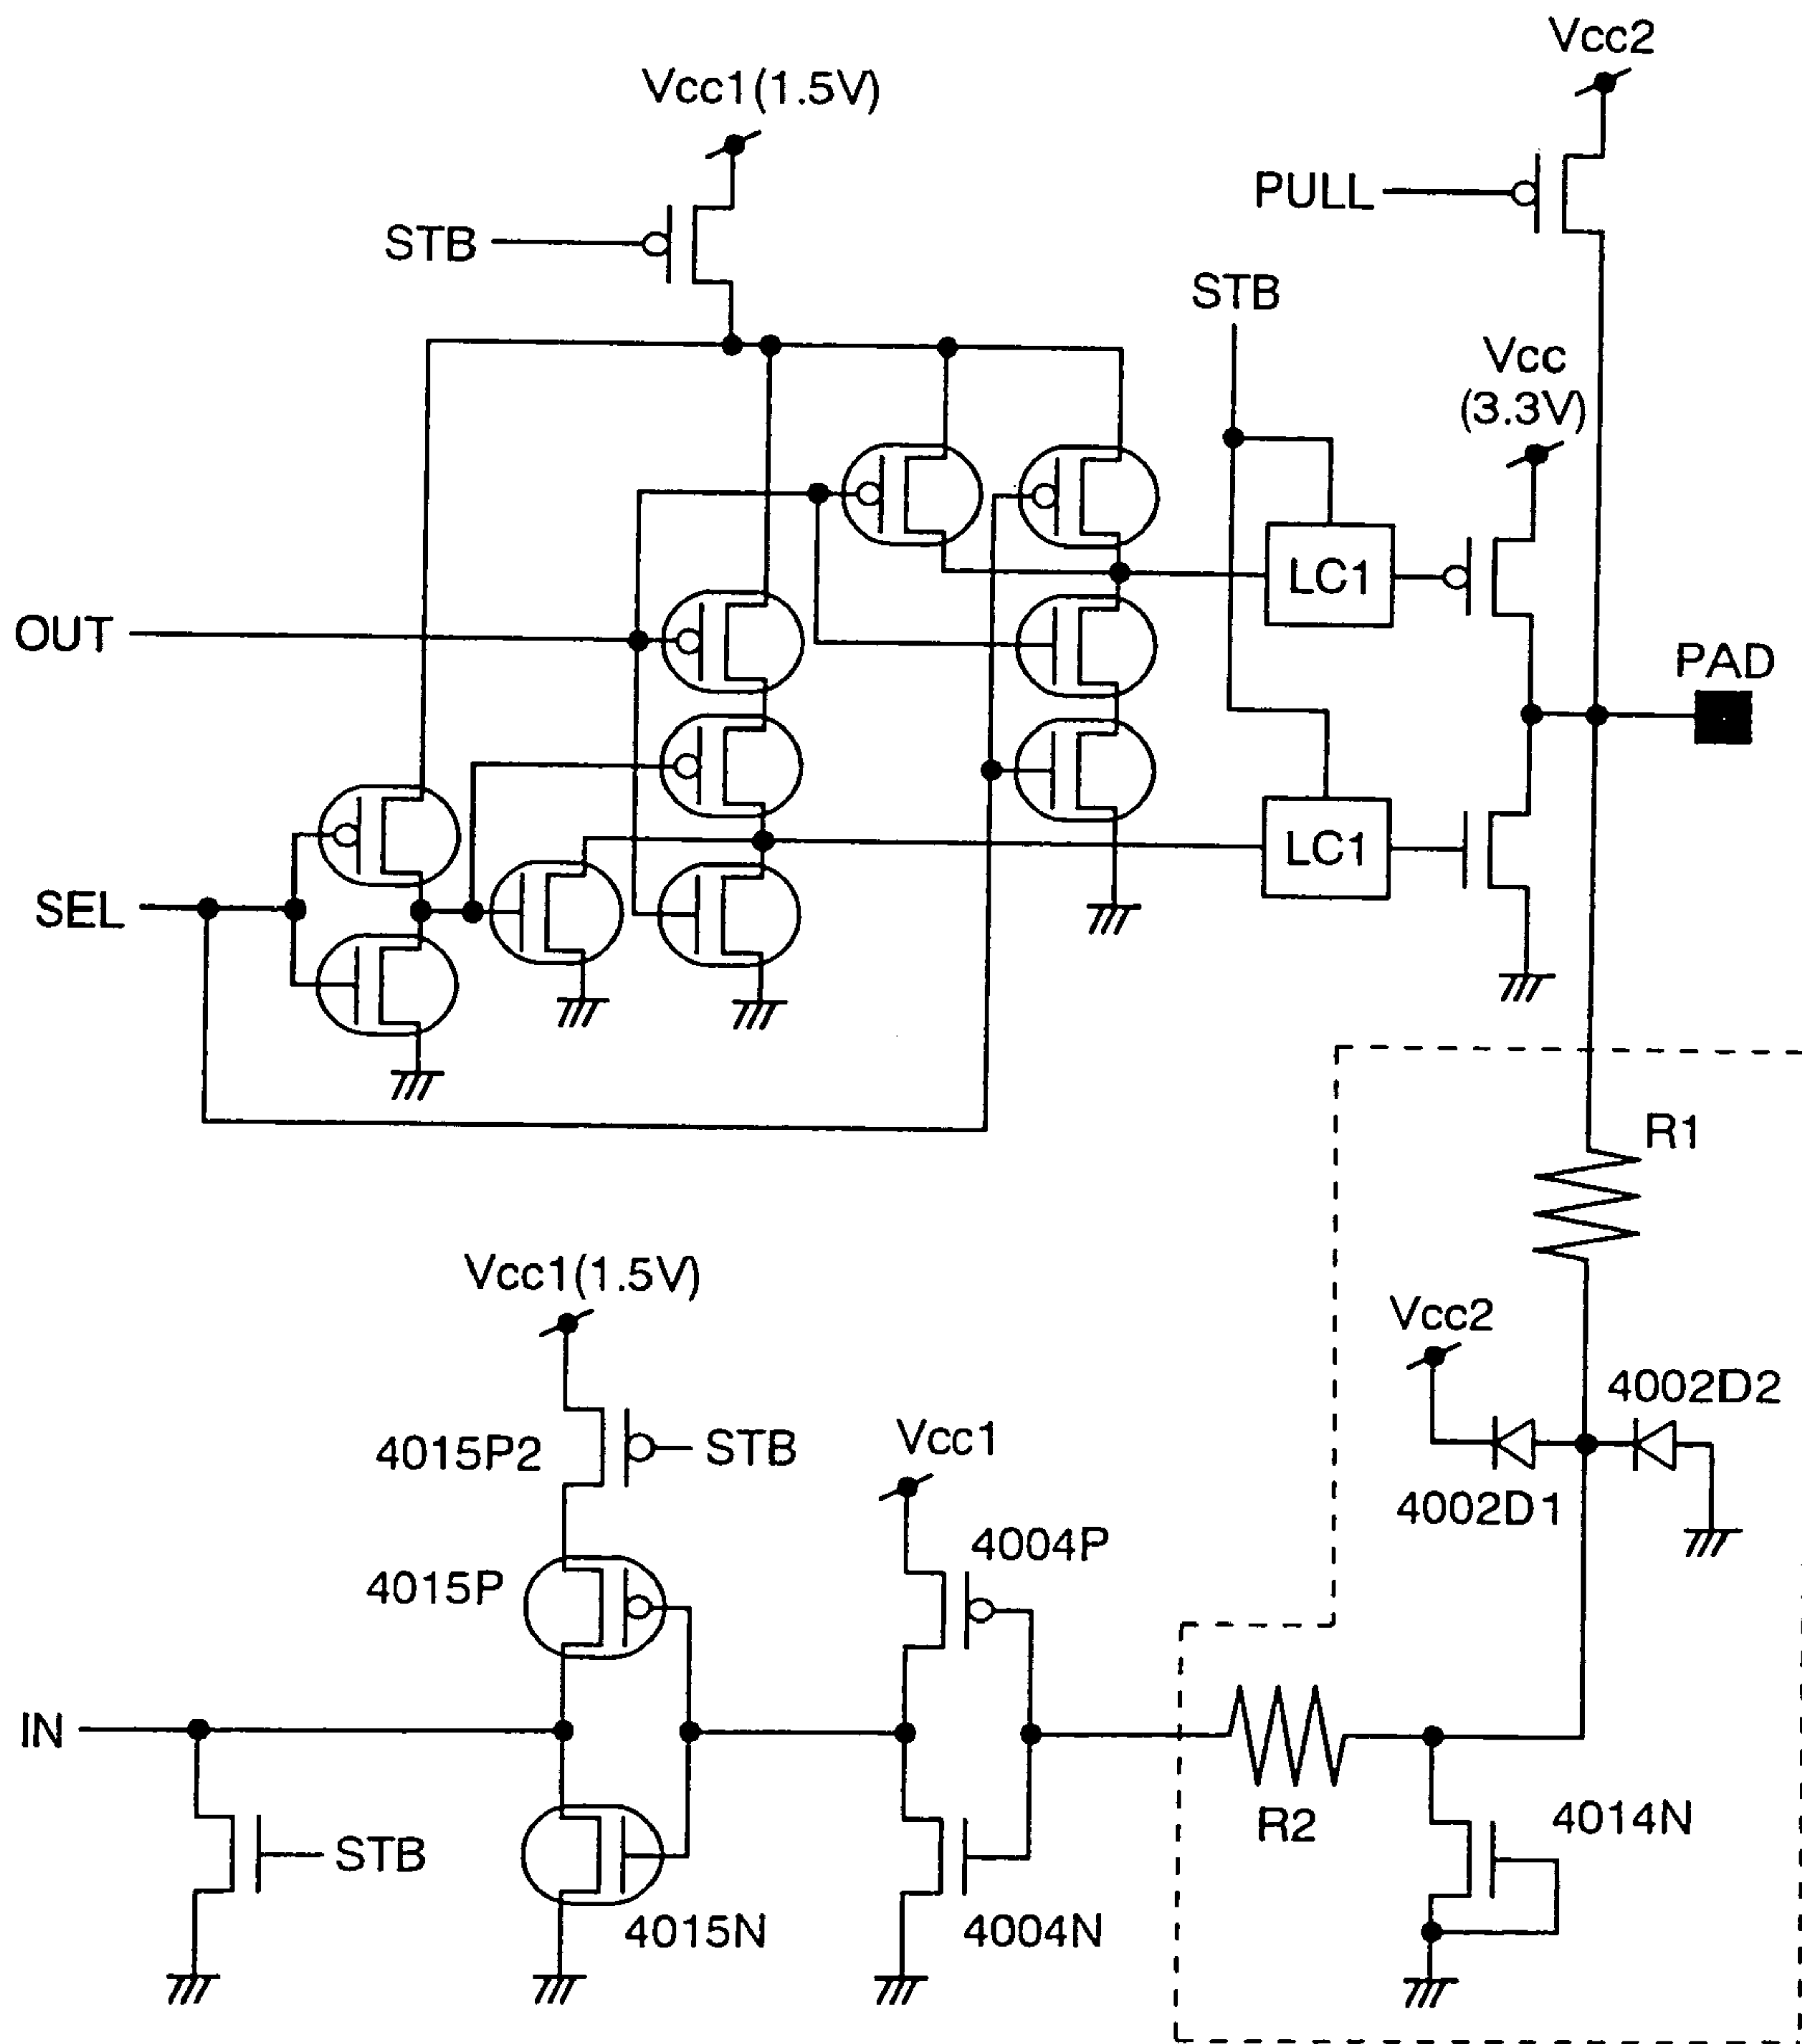 Vcc2
Vcc1(1.5V)
PULL
STB
STB
Vcc
(3.3V)
LC1
OUT
PAD
LC1
SEL
R1
Vcc1(1.5V)
Vcc2
4002D2
4015P2
STB
Vcc1
4002D1
4004P
4015P
IN
R2
4014N
STB
4015N
4004N